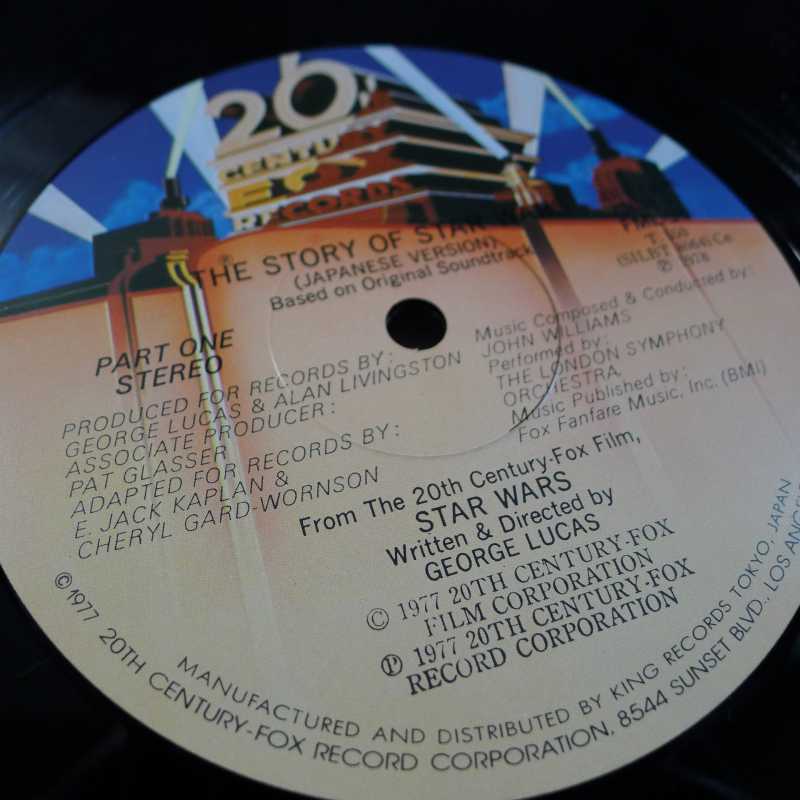 20
CENTURY
FOX
RECORDS
THE STORY OF STAR
(JAPANESE VERSION)
Based on Original Soundtrack
Ⓟ 1978
PART ONE
STEREO
PRODUCED FOR RECORDS BY:
GEORGE LUCAS & ALAN LIVINGSTON
ASSOCIATE PRODUCER:
PAT GLASSER
ADAPTED FOR RECORDS BY:
E. JACK KAPLAN &
CHERYL GARD-WORNSON
Music Composed & Conducted by:
JOHN WILLIAMS
Performed by:
THE LONDON SYMPHONY
ORCHESTRA,
Music Published by:
Fox Fanfare Music, Inc. (BMI)
From The 20th Century-Fox Film,
STAR WARS
Written & Directed by
GEORGE LUCAS
© 1977 20TH CENTURY-FOX
FILM CORPORATION
Ⓟ 1977 20TH CENTURY-FOX
RECORD CORPORATION
MANUFACTURED AND DISTRIBUTED BY KING RECORDS TOKYO, JAPAN
©1977 20TH CENTURY-FOX RECORD CORPORATION, 8544 SUNSET BLVD., LOS